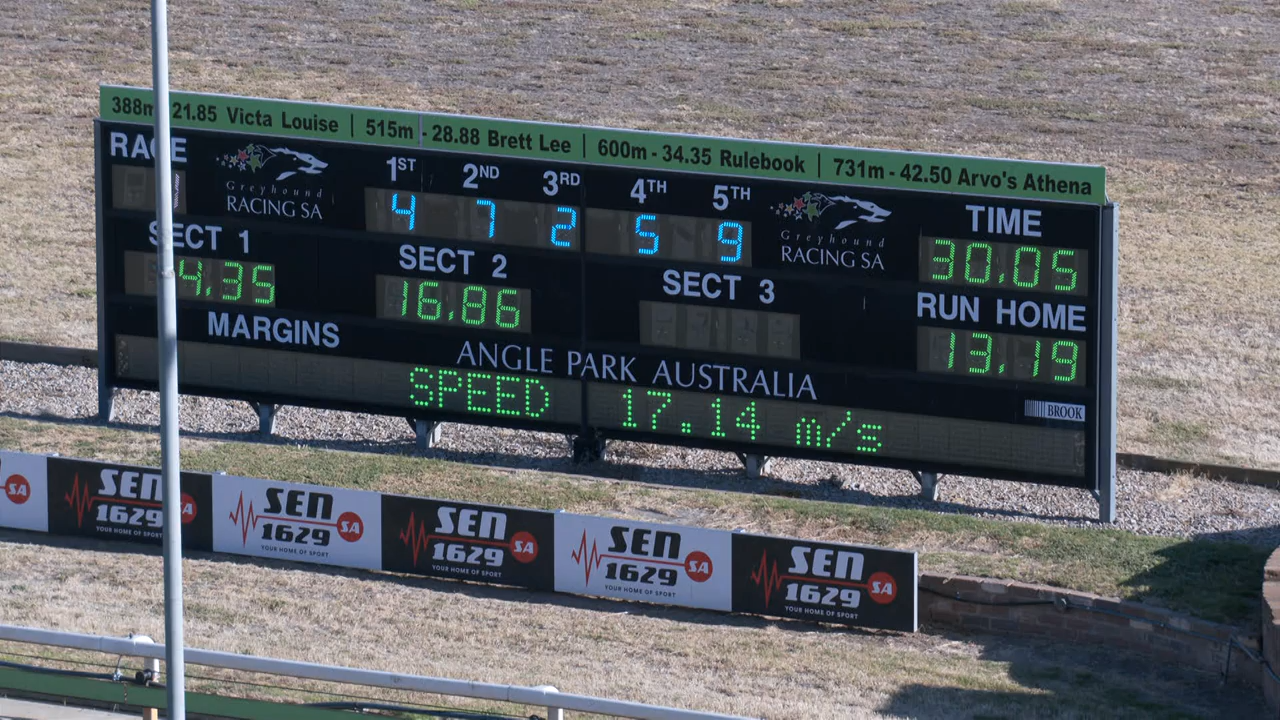 388m 21.85 Victa Louise | 515m - 28.88 Brett Lee | 600m - 34.35 Rulebook | 731m - 42.50 Arvo's Athena
RACE
Greyhound
RACING SA
1ST 2ND 3RD 4TH 5TH
4 7 2 5 9
Greyhound
RACING SA
TIME
30.05
SECT 1
4.35
SECT 2
16.86
SECT 3
RUN HOME
13.19
MARGINS
ANGLE PARK AUSTRALIA
BROOK
SPEED 17.14 m/s
SA
SEN
1629
SA
YOUR HOME OF SPORT
SEN
1629
SA
YOUR HOME OF SPORT
SEN
1629
SA
YOUR HOME OF SPORT
SEN
1629
SA
YOUR HOME OF SPORT
SEN
1629
SA
YOUR HOME OF SPORT